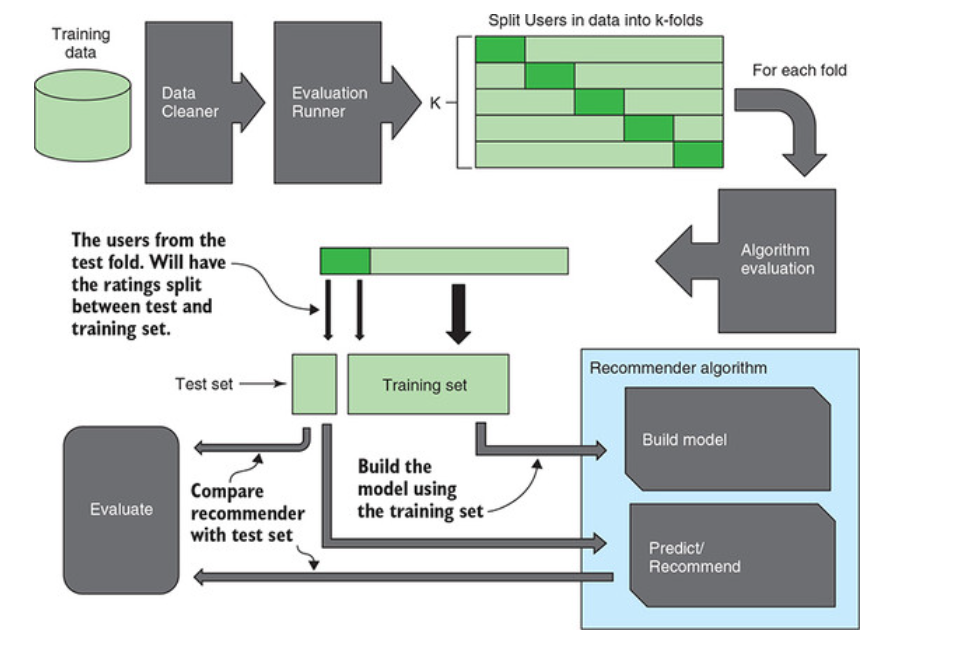 Split Users in data into k-folds
Training
data
Data
Cleaner
Evaluation
Runner
K
For each fold
Algorithm
evaluation
The users from the
test fold. Will have
the ratings split
between test and
training set.
Test set
Training set
Recommender algorithm
Build model
Build the
model using
the training set
Compare
recommender
with test set
Evaluate
Predict/
Recommend